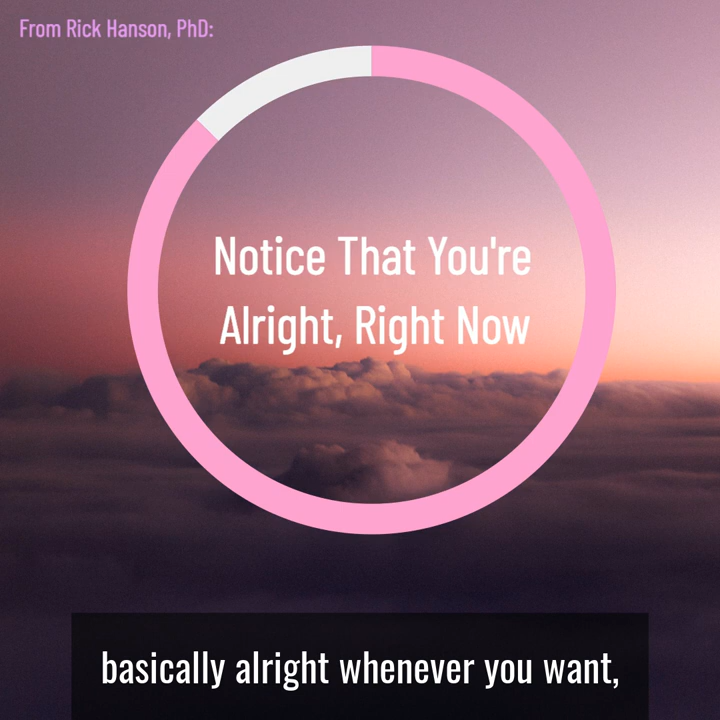 From Rick Hanson, PhD:
Notice That You're
Alright, Right Now
basically alright whenever you want,